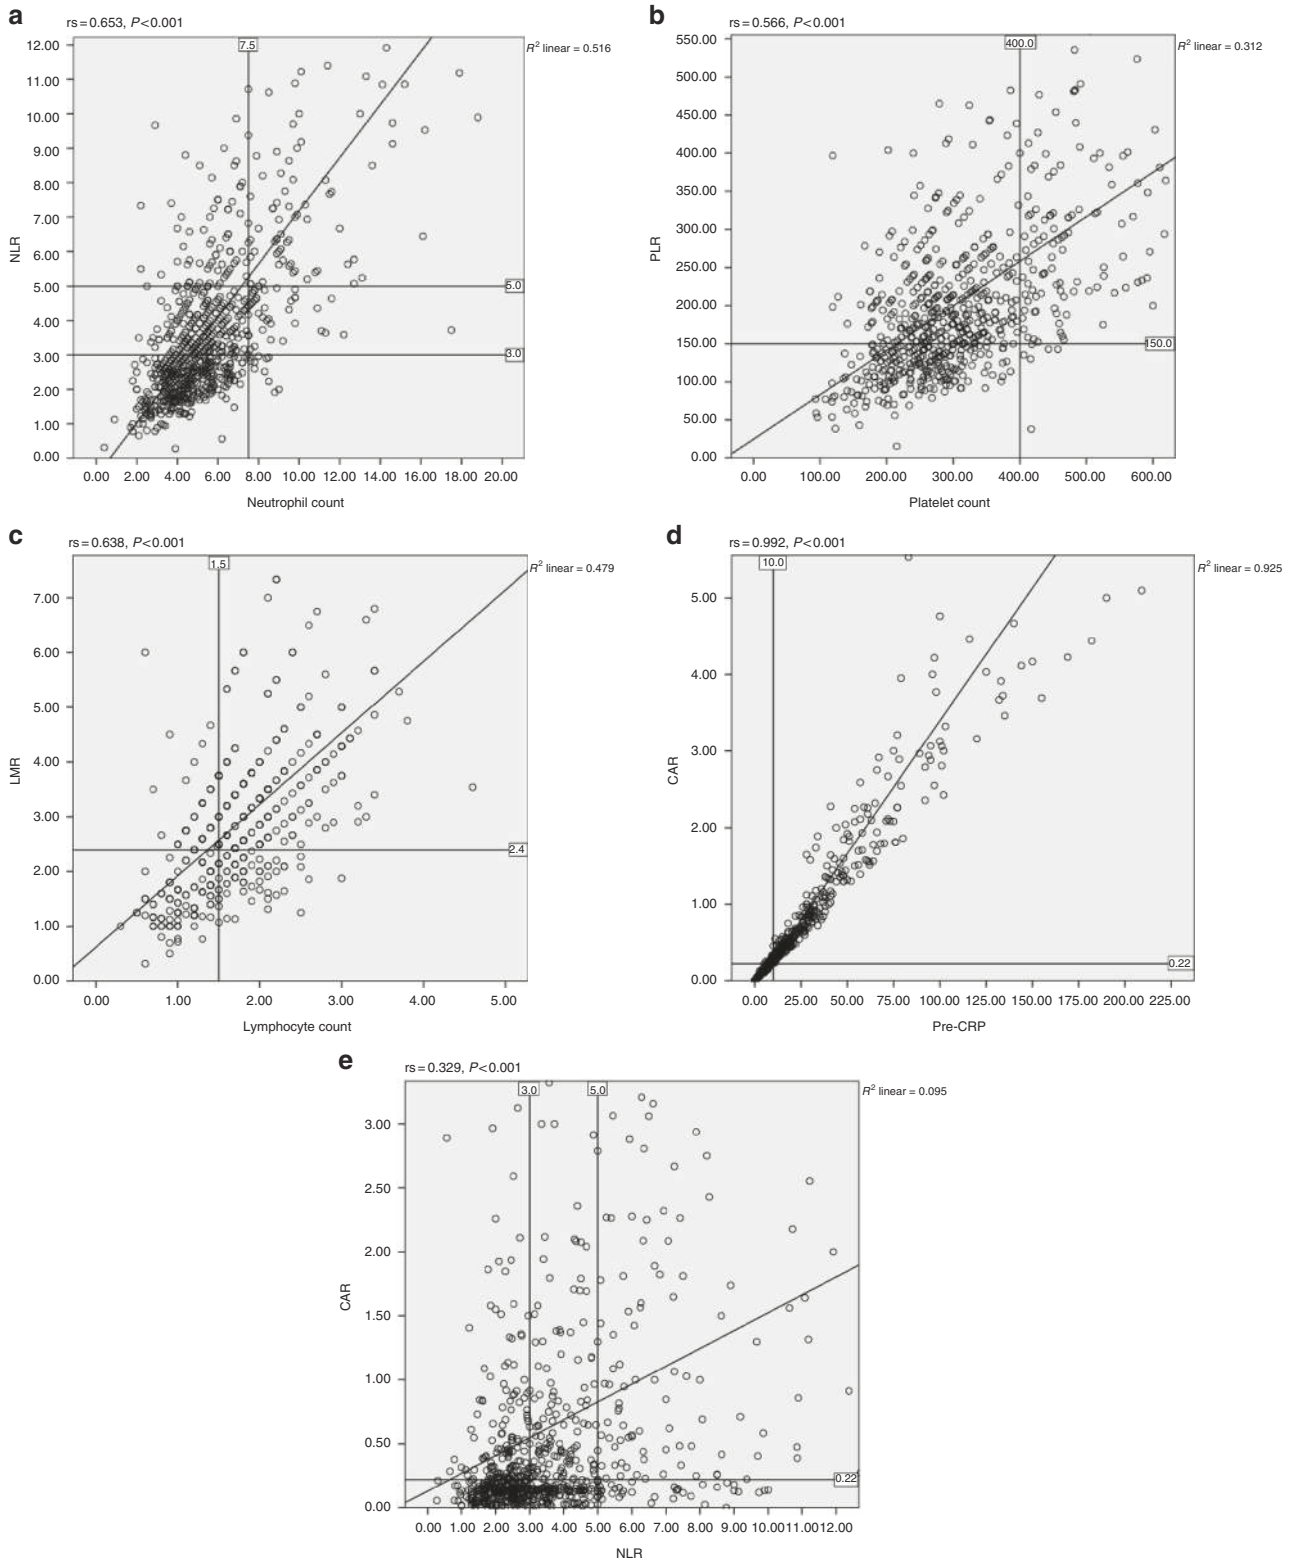 a
rs=0.653, P<0.001
7.5
R² linear = 0.516
12.00
11.00
10.00
9.00
8.00
7.00
6.00
5.00
4.00
3.00
2.00
1.00
0.00
NLR
5.0
3.0
0.00 2.00 4.00 6.00 8.00 10.00 12.00 14.00 16.00 18.00 20.00
Neutrophil count
b
rs=0.566, P<0.001
400.0
R² linear = 0.312
550.00
500.00
450.00
400.00
350.00
300.00
250.00
200.00
150.00
100.00
50.00
0.00
PLR
150.0
0.00 100.00 200.00 300.00 400.00 500.00 600.00
Platelet count
c
rs=0.638, P<0.001
1.5
R² linear = 0.479
7.00
6.00
5.00
4.00
3.00
2.00
1.00
0.00
LMR
2.4
0.00 1.00 2.00 3.00 4.00 5.00
Lymphocyte count
d
rs=0.992, P<0.001
10.0
R² linear = 0.925
5.00
4.00
3.00
2.00
1.00
0.00
CAR
0.22
0.00 25.00 50.00 75.00 100.00 125.00 150.00 175.00 200.00 225.00
Pre-CRP
e
rs=0.329, P<0.001
3.0
5.0
R² linear = 0.095
3.00
2.50
2.00
1.50
1.00
0.50
0.00
CAR
0.22
0.00 1.00 2.00 3.00 4.00 5.00 6.00 7.00 8.00 9.00 10.00 11.00 12.00
NLR